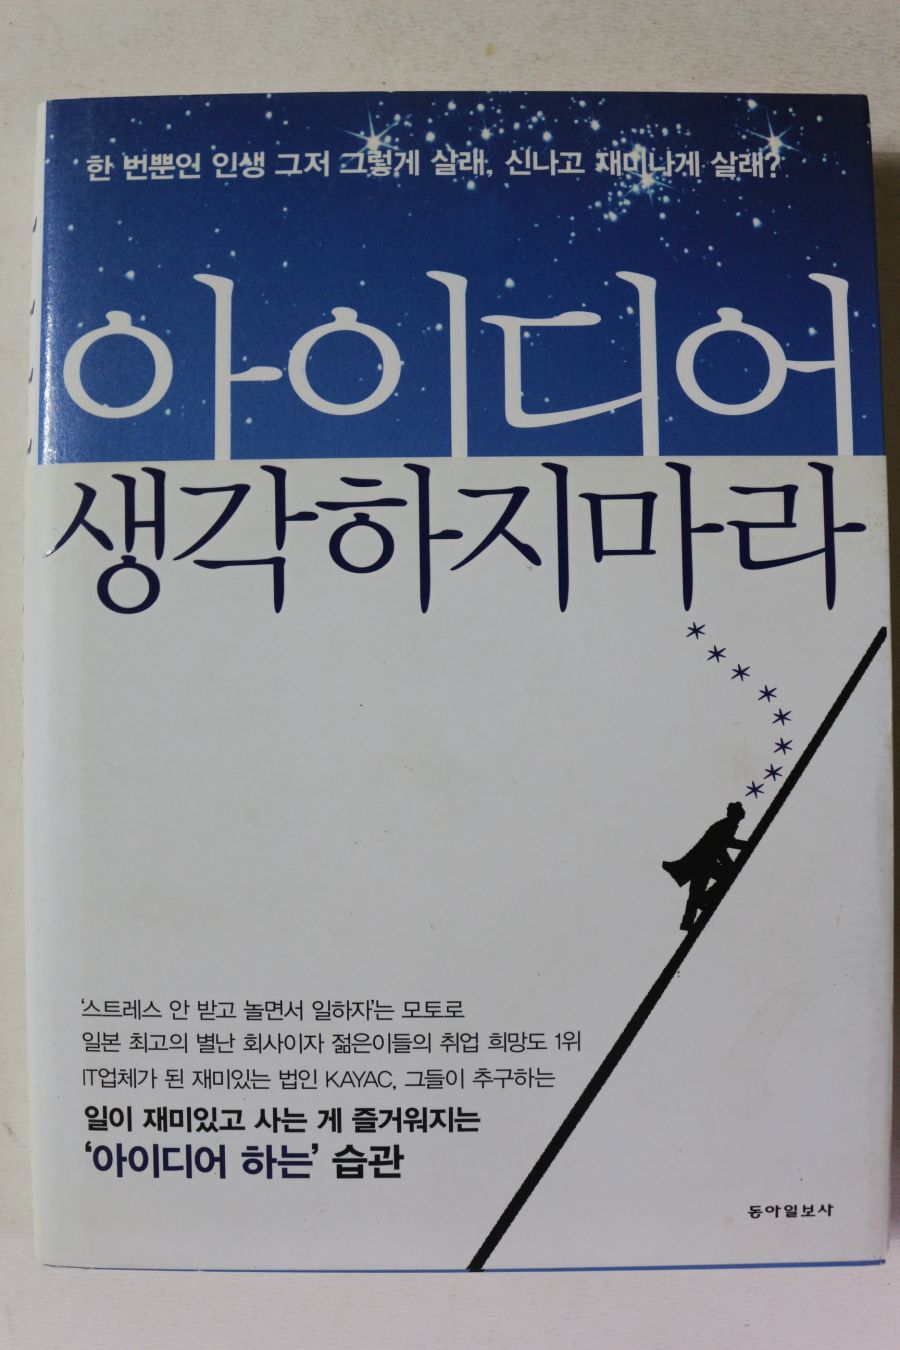 한 번뿐인 인생 그저 그렇게 살래, 신나고 재미나게 살래?
아이디어
생각하지마라
‘스트레스 안 받고 놀면서 일하자’는 모토로
일본 최고의 별난 회사이자 젊은이들의 취업 희망도 1위
IT업체가 된 재미있는 법인 KAYAC, 그들이 추구하는
일이 재미있고 사는 게 즐거워지는
‘아이디어 하는’ 습관
동아일보사